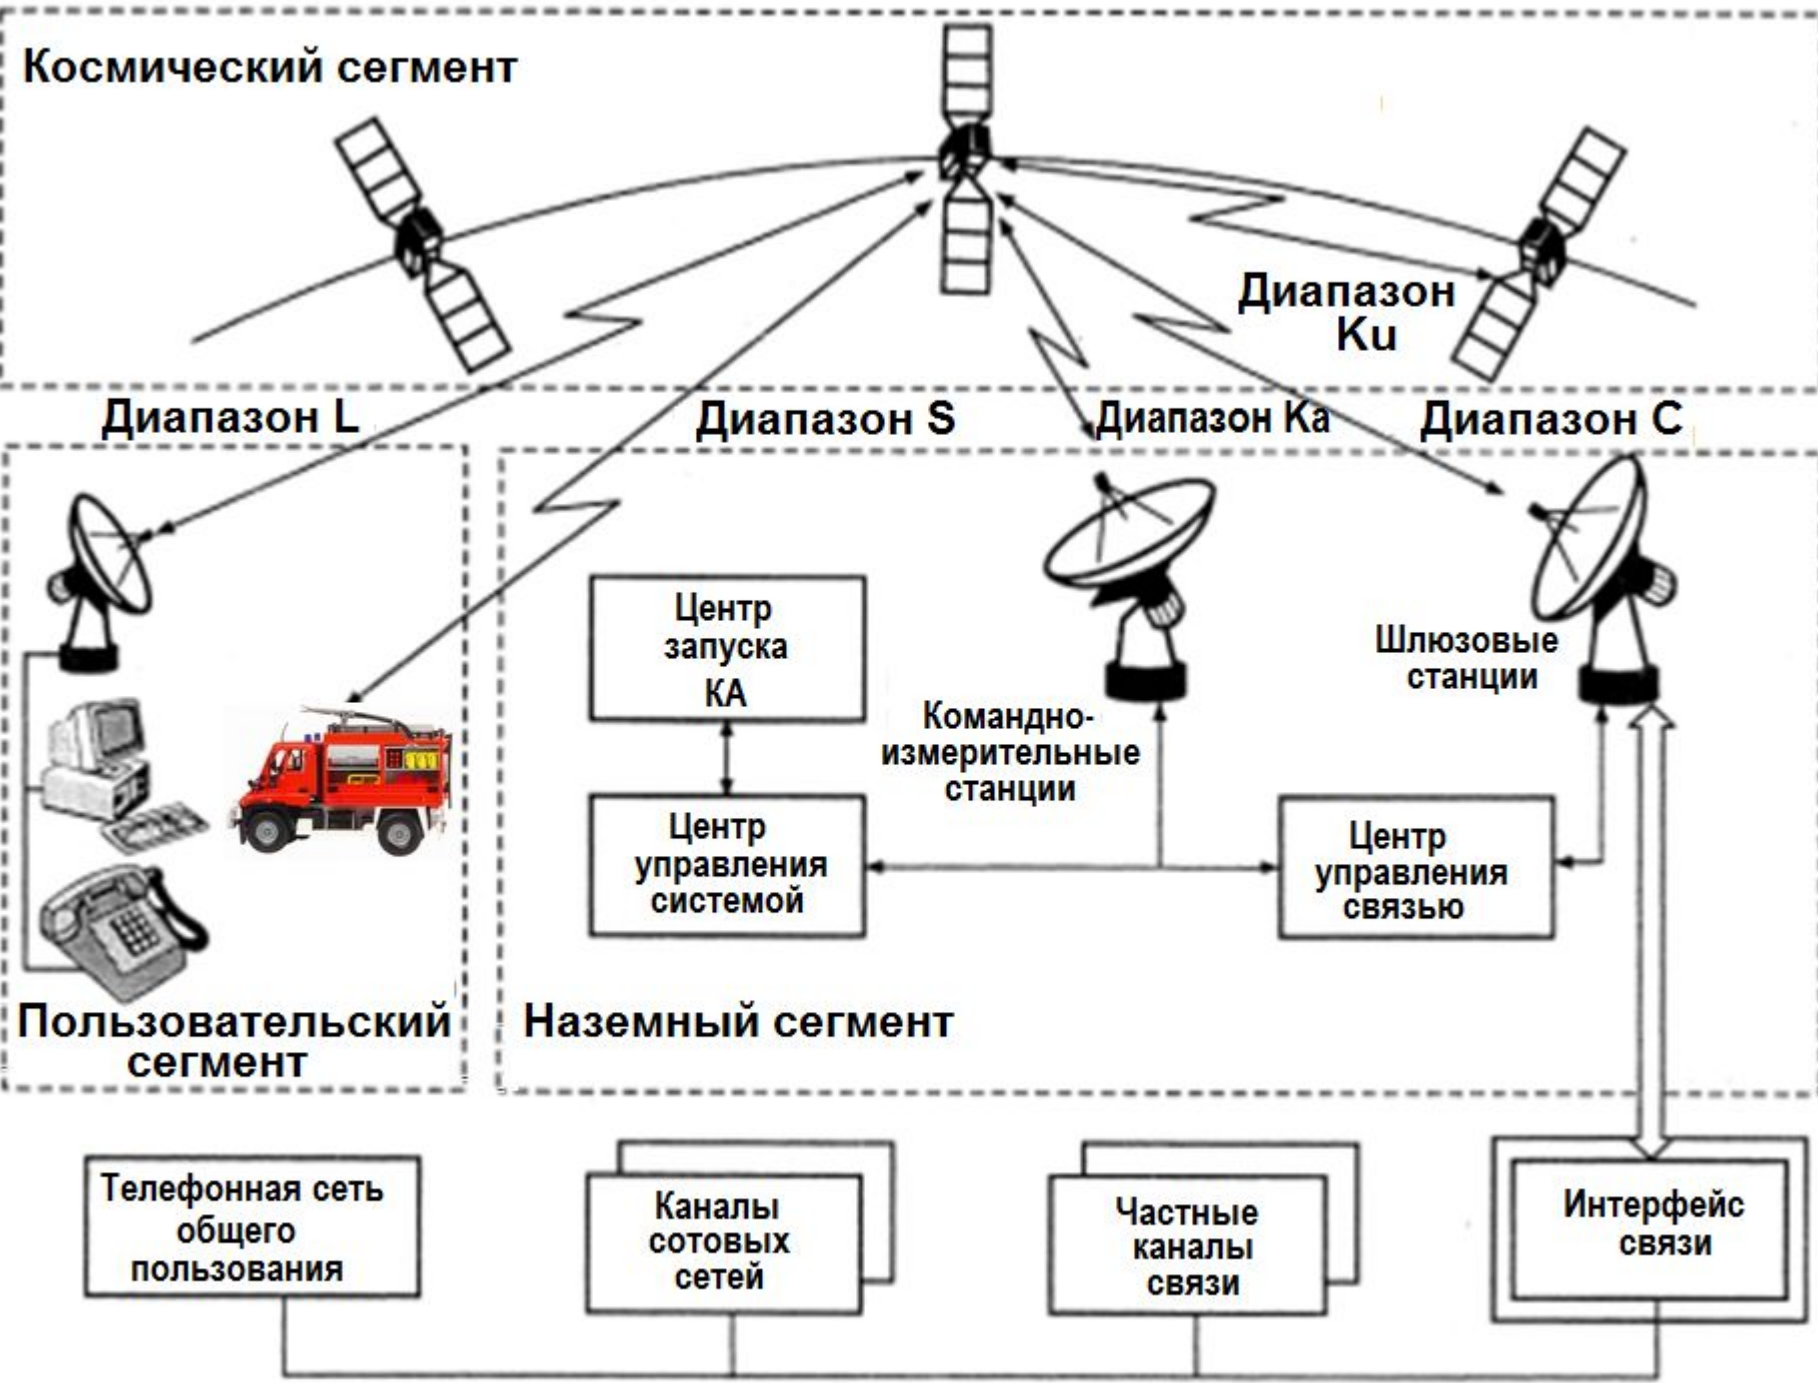 Космический сегмент
Диапазон
Ku
Диапазон L
Диапазон S
Диапазон Ka
Диапазон C
Центр
запуска
КА
Шлюзовые
станции
Командно-
измерительные
станции
Центр
управления
системой
Центр
управления
связью
Пользовательский
сегмент
Наземный сегмент
Телефонная сеть
общего
пользования
Каналы
сотовых
сетей
Частные
каналы
связи
Интерфейс
связи